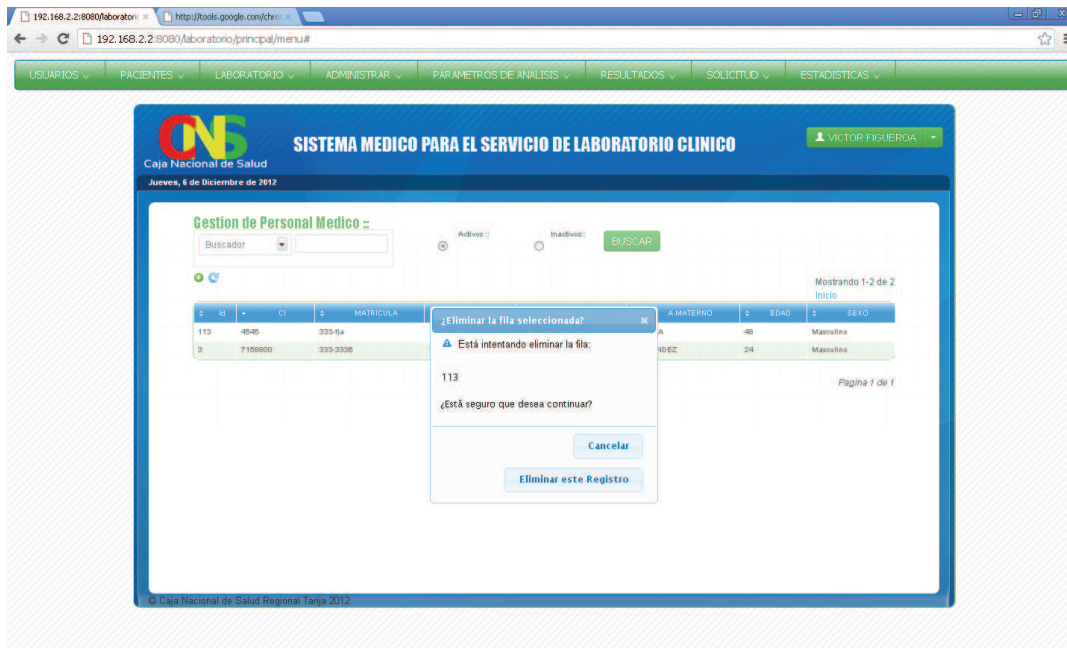 192.168.2.2:8080/laborator
http://tools.google.com/chro
192.168.2.2:8080/laboratorio/principal/menu#
USUARIOS PACIENTES LABORATORIO ADMINISTRAR PARAMETROS DE ANALISIS RESULTADOS SOLICITUD ESTADISTICAS
CNS
Caja Nacional de Salud
SISTEMA MEDICO PARA EL SERVICIO DE LABORATORIO CLINICO
VICTOR FIGUEROA
Jueves, 6 de Diciembre de 2012
Gestion de Personal Medico ::
Buscador
Activos ::
Inactivos::
BUSCAR
Mostrando 1-2 de 2
Inicio
Id CI MATRICULA A.MATERNO EDAD SEXO
113 4545 333-fja A 48 Masculino
3 7158800 333-3336 NDEZ 24 Masculino
¿Eliminar la fila seleccionada?
Está intentando eliminar la fila:
113
¿Está seguro que desea continuar?
Cancelar
Eliminar este Registro
Pagina 1 de 1
© Caja Nacional de Salud Regional Tarija 2012